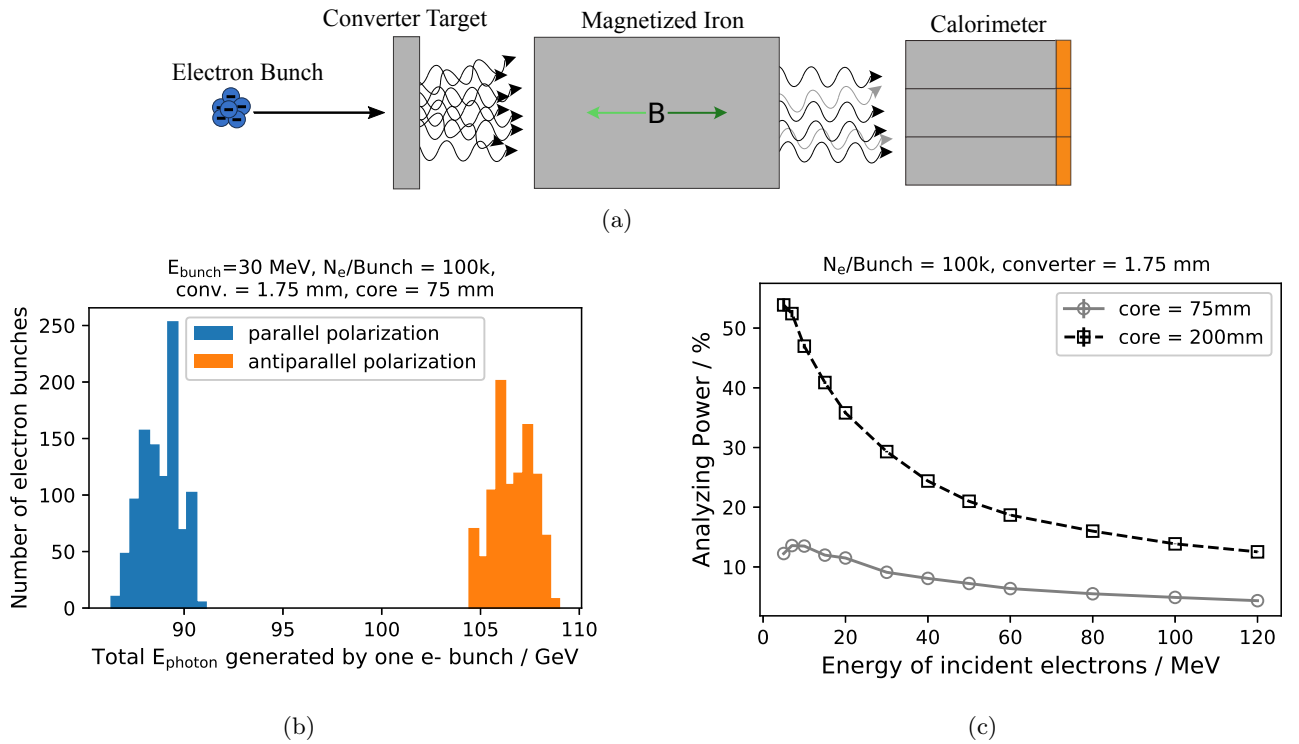 Converter Target
Magnetized Iron
Calorimeter
Electron Bunch
B
(a)
E_bunch=30 MeV, N_e/Bunch = 100k,
conv. = 1.75 mm, core = 75 mm
Number of electron bunches
250
200
150
100
50
0
parallel polarization
antiparallel polarization
90 95 100 105 110
Total E_photon generated by one e- bunch / GeV
(b)
N_e/Bunch = 100k, converter = 1.75 mm
Analyzing Power / %
50
40
30
20
10
core = 75mm
core = 200mm
0 20 40 60 80 100 120
Energy of incident electrons / MeV
(c)